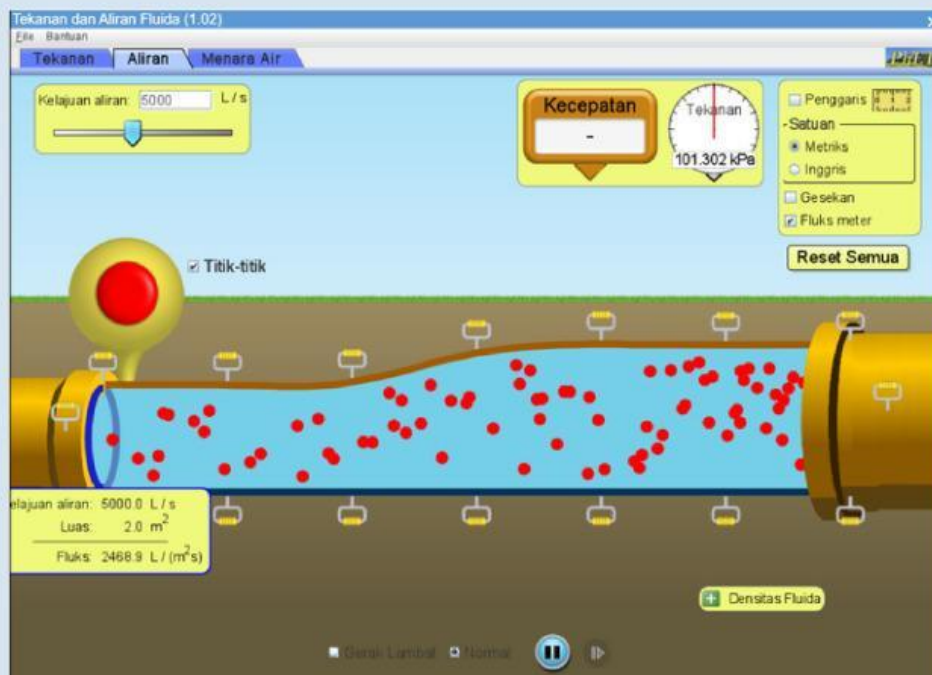 Tekanan dan Aliran Fluida (1.02)
File Bantuan
Tekanan Aliran Menara Air
Kelajuan aliran: 5000 L / s
Kecepatan
-
Tekanan
101.302 kPa
Penggaris
Satuan
Metriks
Inggris
Gesekan
Fluks meter
Reset Semua
Titik-titik
elajuan aliran: 5000.0 L / s
Luas: 2.0 m²
Fluks: 2468.9 L / (m²s)
Densitas Fluida
Gerak Lambat Normal